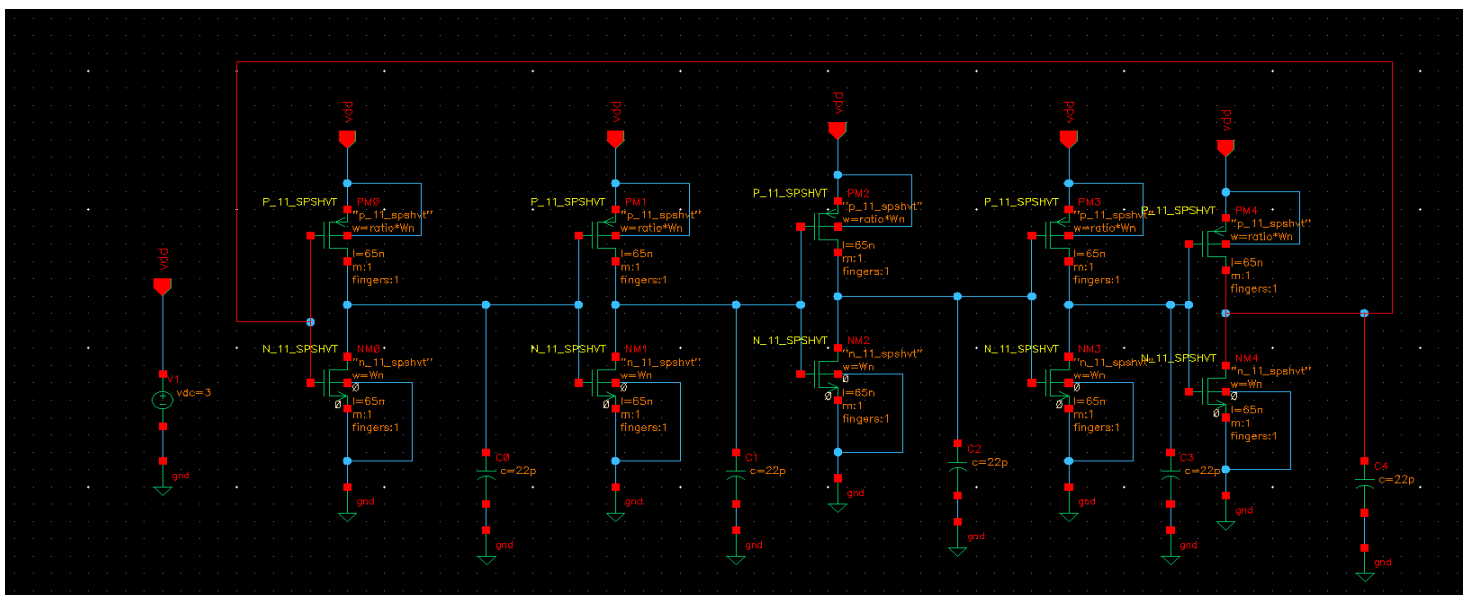 vdd
V1
vdc=3
gnd
vdd
P_11_SPSHVT
PM0
"p_11_spshvt"
w=ratio*Wn
l=65n
m:1
fingers:1
N_11_SPSHVT
NM0
"n_11_spshvt"
w=Wn
l=65n
m:1
fingers:1
gnd
C0
c=22p
gnd
vdd
P_11_SPSHVT
PM1
"p_11_spshvt"
w=ratio*Wn
l=65n
m:1
fingers:1
N_11_SPSHVT
NM1
"n_11_spshvt"
w=Wn
l=65n
m:1
fingers:1
gnd
C1
c=22p
gnd
vdd
P_11_SPSHVT
PM2
"p_11_spshvt"
w=ratio*Wn
l=65n
m:1
fingers:1
N_11_SPSHVT
NM2
"n_11_spshvt"
w=Wn
l=65n
m:1
fingers:1
gnd
C2
c=22p
gnd
vdd
P_11_SPSHVT
PM3
"p_11_spshvt"
w=ratio*Wn
l=65n
m:1
fingers:1
N_11_SPSHVT
NM3
"n_11_spshvt"
w=Wn
l=65n
m:1
fingers:1
gnd
C3
c=22p
gnd
vdd
P_11_SPSHVT
PM4
"p_11_spshvt"
w=ratio*Wn
l=65n
m:1
fingers:1
N_11_SPSHVT
NM4
"n_11_spshvt"
w=Wn
l=65n
m:1
fingers:1
gnd
C4
c=22p
gnd